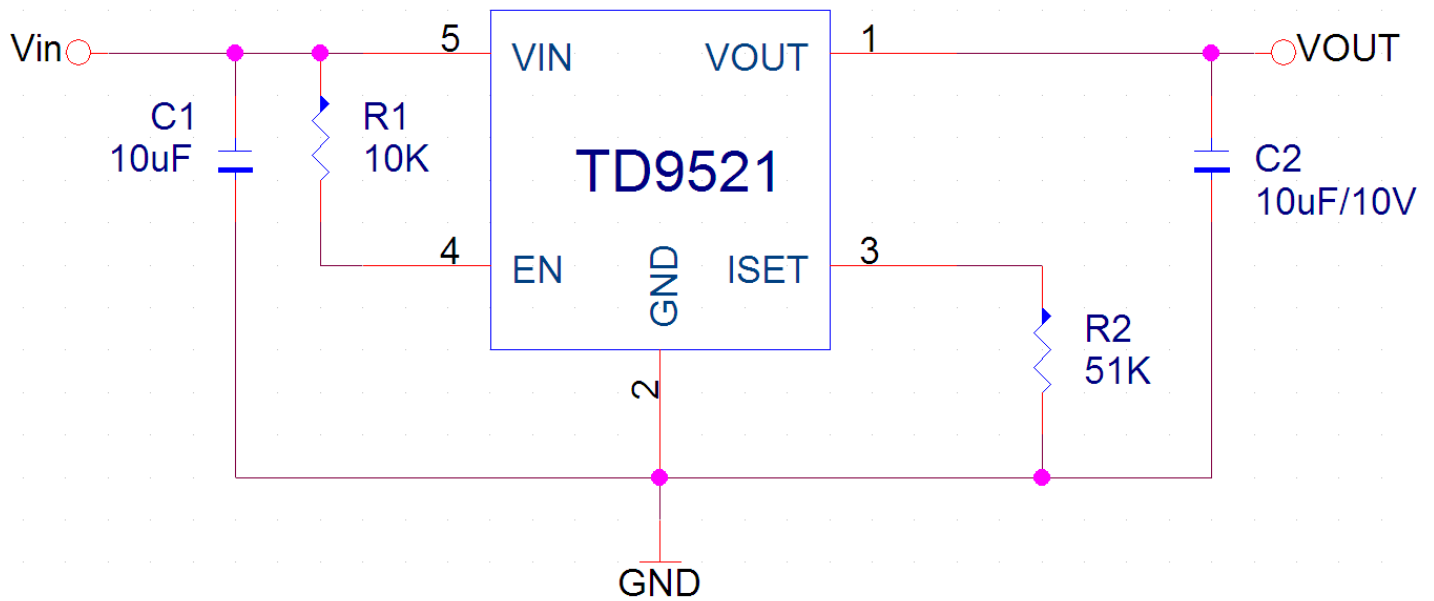 Vin
5
VIN
VOUT
1
VOUT
C1
10uF
R1
10K
TD9521
C2
10uF/10V
4
EN
GND
ISET
3
R2
51K
2
GND